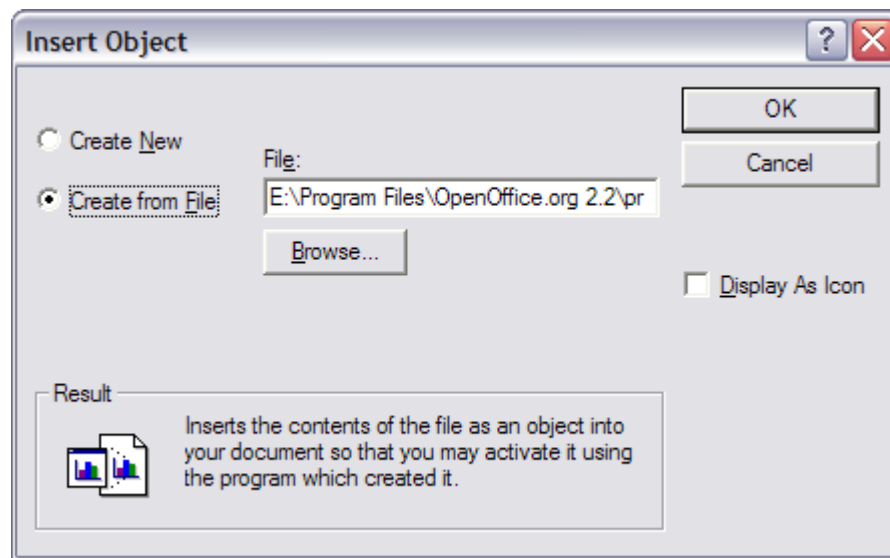 Insert Object
Create New
Create from File
File:
E:\Program Files\OpenOffice.org 2.2\pr
Browse...
OK
Cancel
Display As Icon
Result
Inserts the contents of the file as an object into
your document so that you may activate it using
the program which created it.